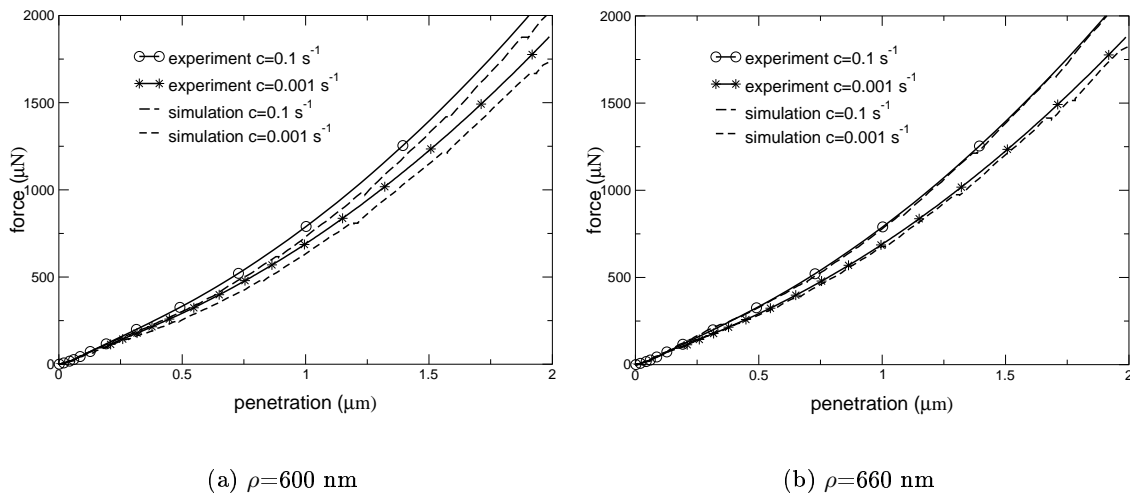 2000
1500
1000
500
0
force (μN)
experiment c=0.1 s⁻¹
experiment c=0.001 s⁻¹
simulation c=0.1 s⁻¹
simulation c=0.001 s⁻¹
0 0.5 1 1.5 2
penetration (μm)
(a) ρ=600 nm
2000
1500
1000
500
0
force (μN)
experiment c=0.1 s⁻¹
experiment c=0.001 s⁻¹
simulation c=0.1 s⁻¹
simulation c=0.001 s⁻¹
0 0.5 1 1.5 2
penetration (μm)
(b) ρ=660 nm